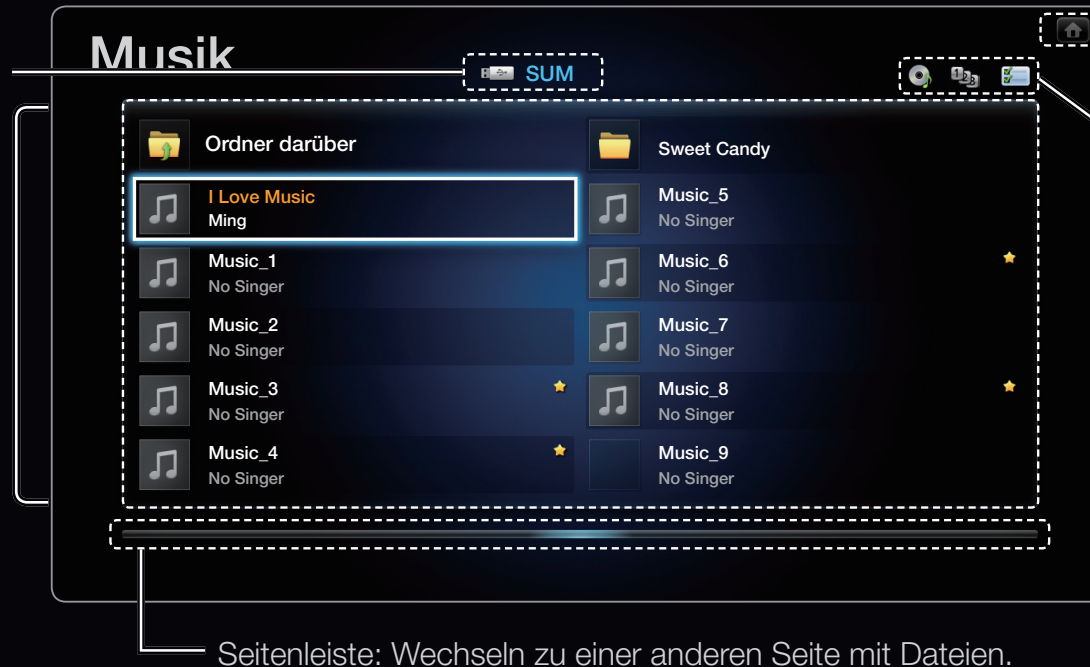 Musik
SUM
Ordner darüber
I Love Music
Ming
Music_1
No Singer
Music_2
No Singer
Music_3
No Singer
Music_4
No Singer
Sweet Candy
Music_5
No Singer
Music_6
No Singer
Music_7
No Singer
Music_8
No Singer
Music_9
No Singer
Seitenleiste: Wechseln zu einer anderen Seite mit Dateien.